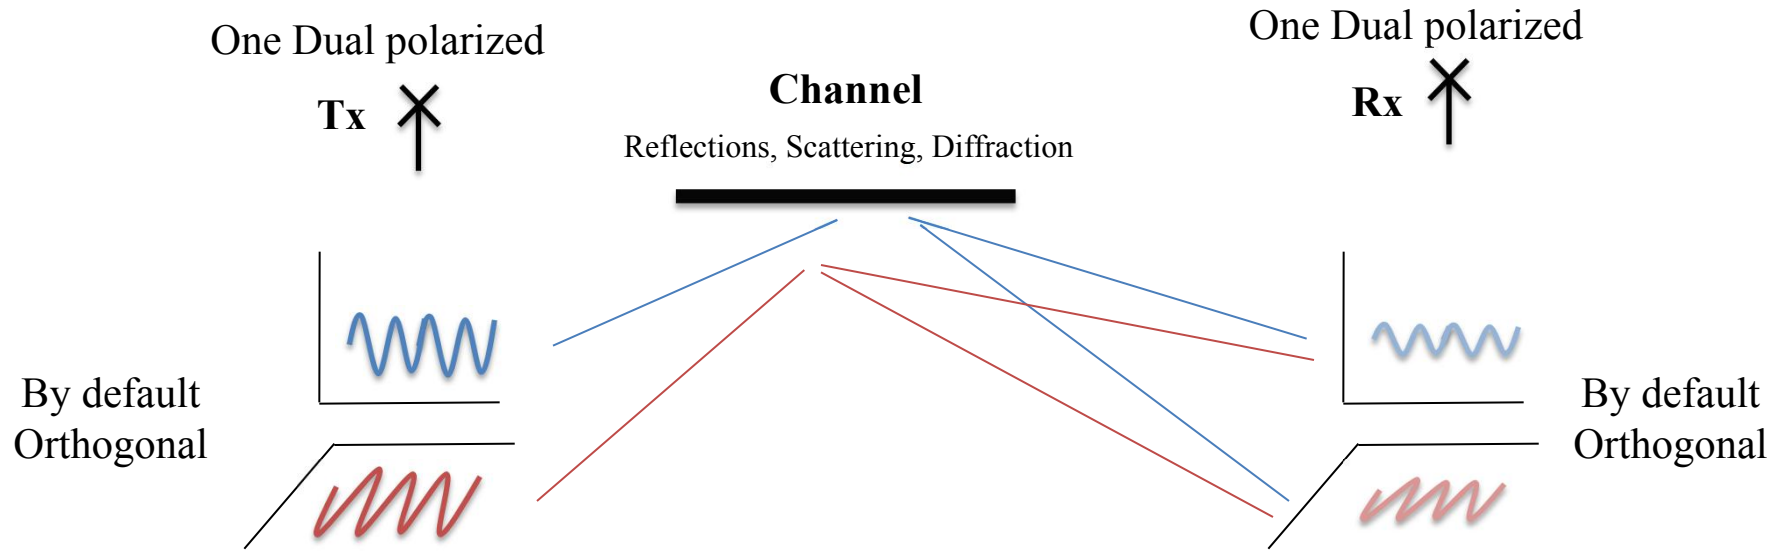 One Dual polarized
Tx
Channel
Reflections, Scattering, Diffraction
One Dual polarized
Rx
By default
Orthogonal
By default
Orthogonal